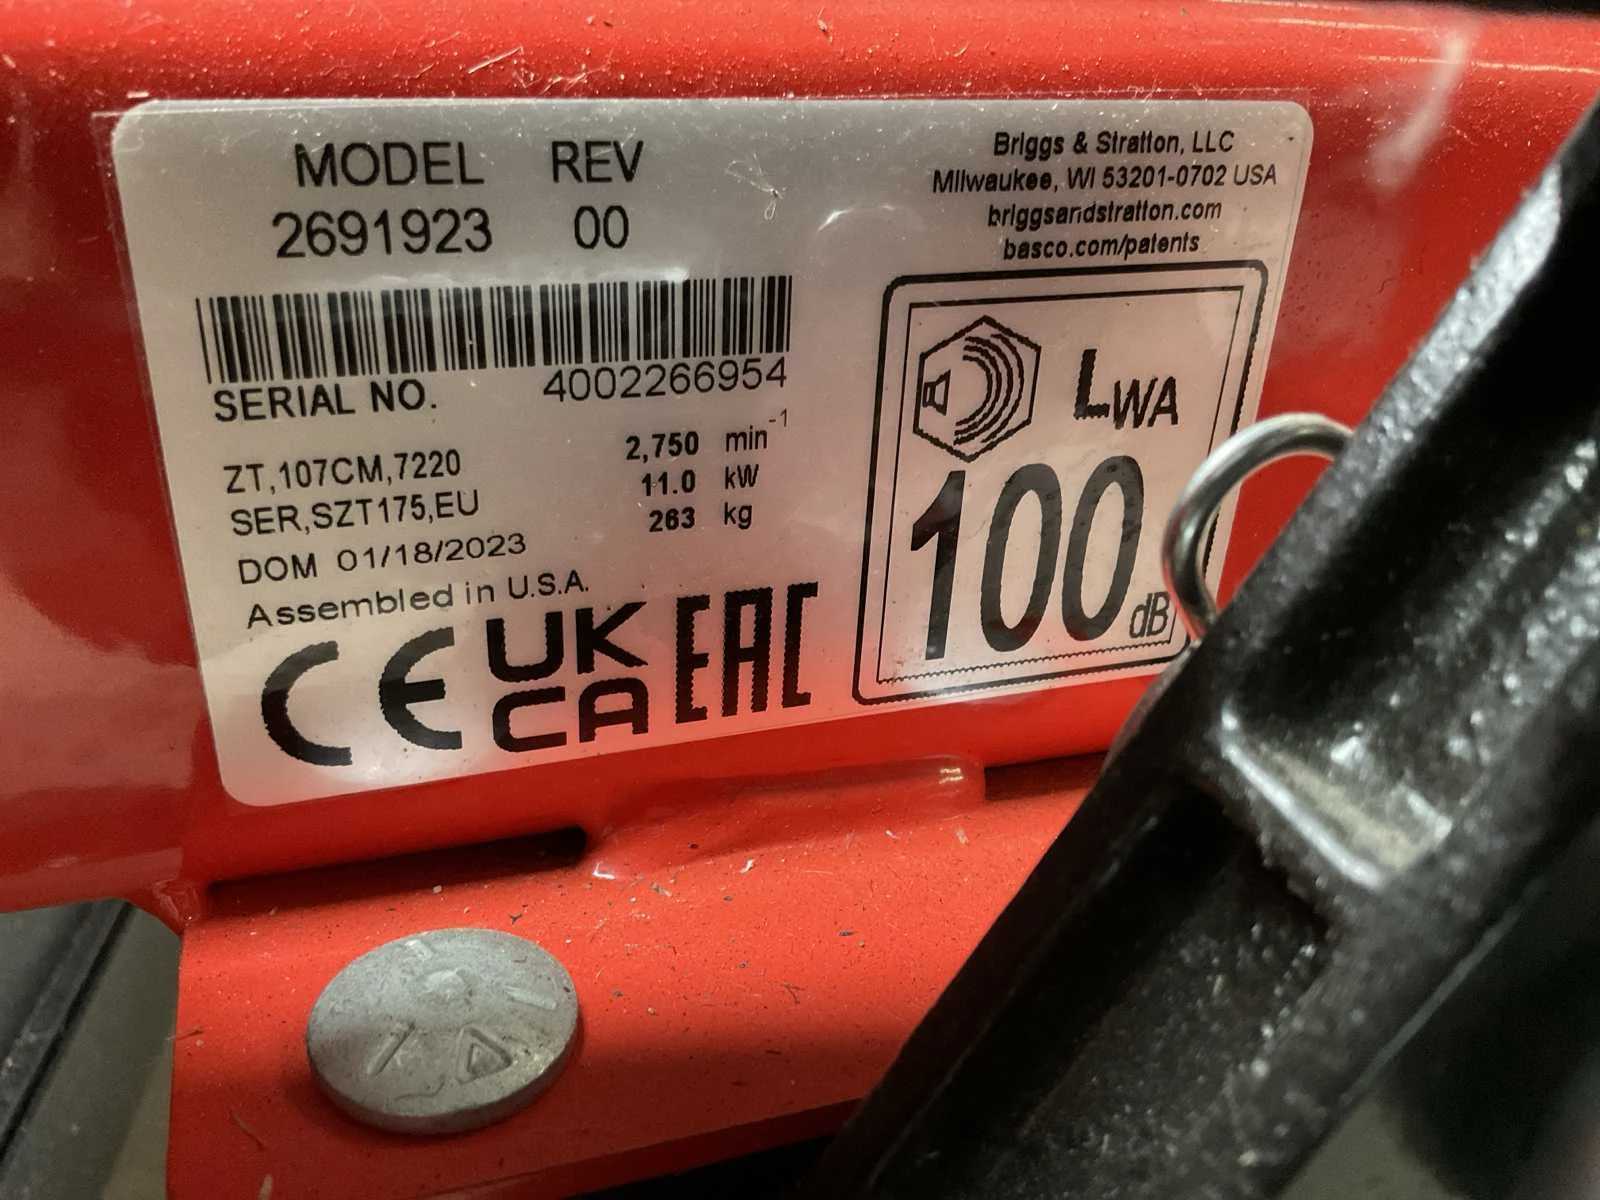 MODEL REV
2691923 00
Briggs & Stratton, LLC
Milwaukee, WI 53201-0702 USA
briggsandstratton.com
basco.com/patents
SERIAL NO. 4002266954
ZT,107CM,7220 2,750 min-1
SER,SZT175,EU 11.0 kW
263 kg
DOM 01/18/2023
Assembled in U.S.A.
CE UK CA EAC
LWA
100 dB